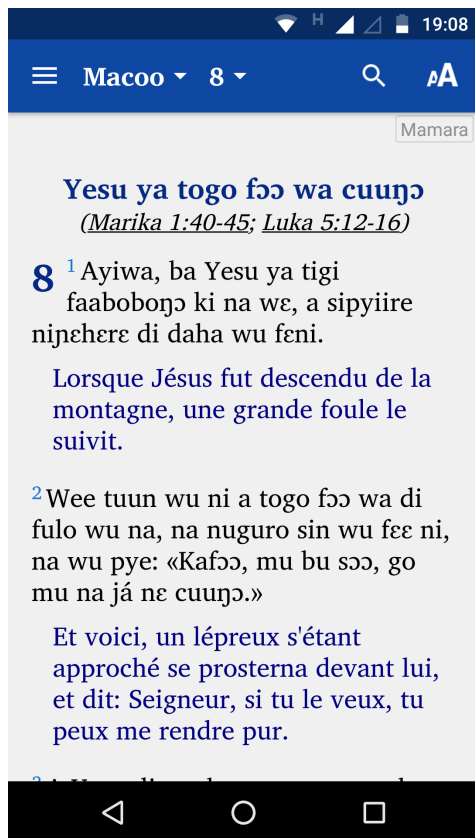 H 19:08
Macoo 8 AA
Mamara
Yesu ya togo fɔɔ wa cuuŋɔ
(Marika 1:40-45; Luka 5:12-16)
8 1 Ayiwa, ba Yesu ya tigi
faaboboŋɔ ki na wɛ, a sipyiire
niɲɛhɛrɛ di daha wu fɛni.
Lorsque Jésus fut descendu de la
montagne, une grande foule le
suivit.
2 Wee tuun wu ni a togo fɔɔ wa di
fulo wu na, na nuguro sin wu fɛɛ ni,
na wu pye: «Kafɔɔ, mu bu sɔɔ, go
mu na já nɛ cuuŋɔ.»
Et voici, un lépreux s'étant
approché se prosterna devant lui,
et dit: Seigneur, si tu le veux, tu
peux me rendre pur.